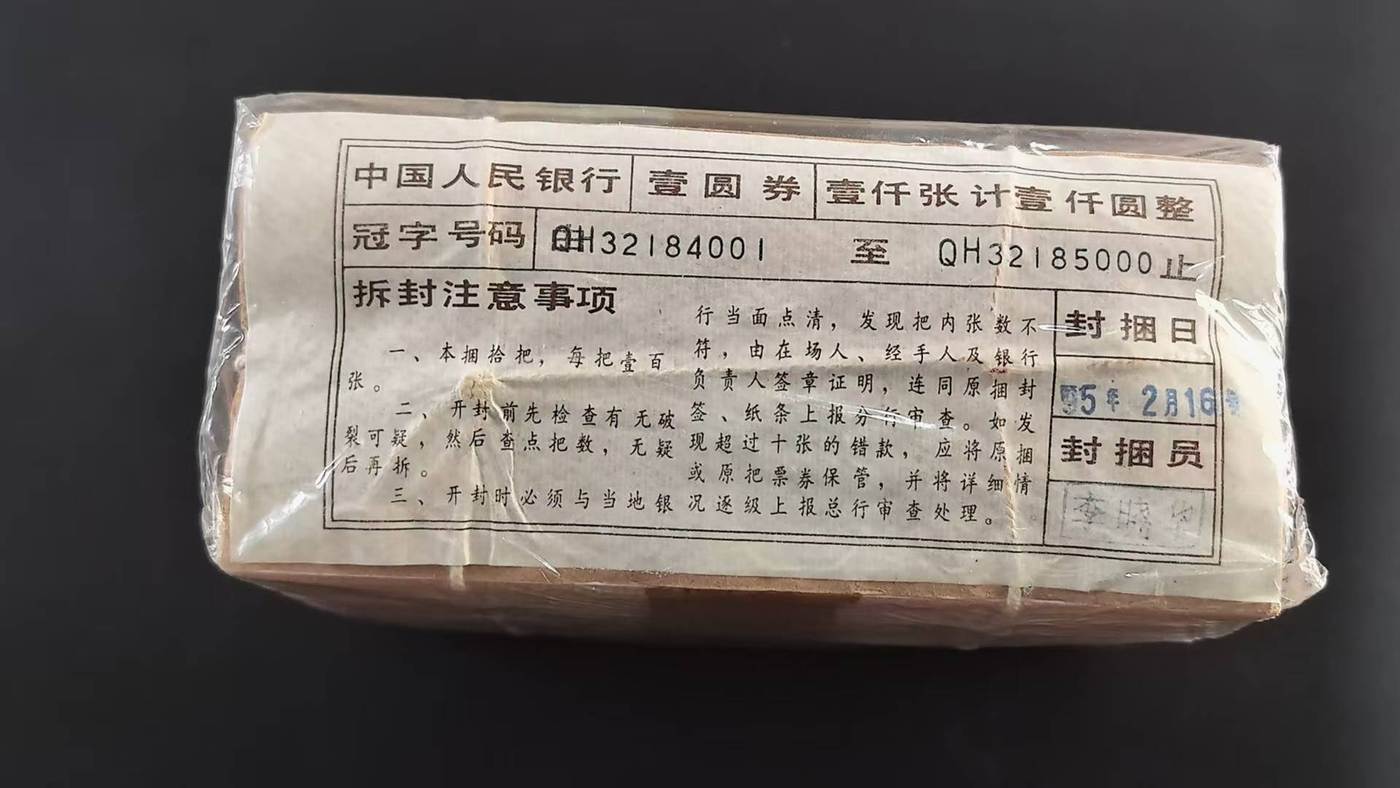 中国人民银行 壹圆券 壹仟张计壹仟圆整
冠字号码 QH32184001 至 QH32185000止
拆封注意事项
一、本捆拾把，每把壹百
张。
二、开封前先检查有无破
裂可疑，然后查点把数，无疑
后再拆。
三、开封时必须与当地银
行当面点清，发现把内张数不
符，由在场人、经手人及银行
负责人签章证明，连同原捆封
签、纸条上报分行审查。如发
现超过十张的错款，应将原捆
或原把票券保管，并将详细情
况逐级上报总行审查处理。
封捆日
95年2月16
封捆员